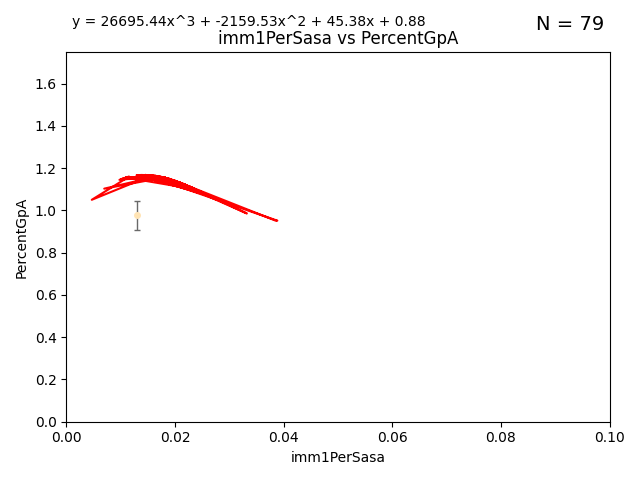 y = 26695.44x^3 + -2159.53x^2 + 45.38x + 0.88
N = 79
imm1PerSasa vs PercentGpA
PercentGpA
1.6
1.4
1.2
1.0
0.8
0.6
0.4
0.2
0.0
0.00 0.02 0.04 0.06 0.08 0.10
imm1PerSasa